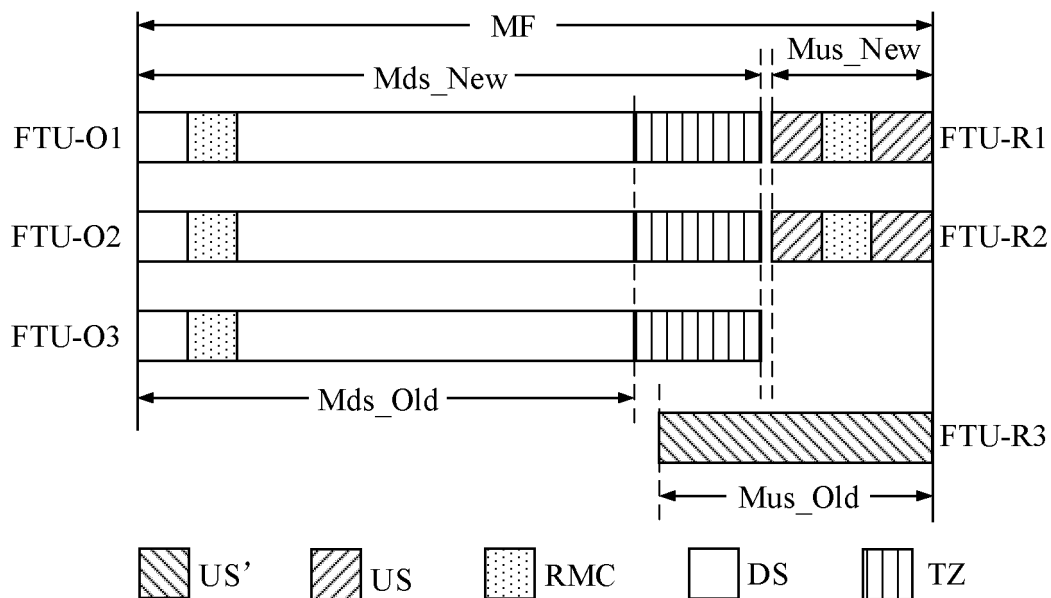 MF
Mus_New
Mds_New
FTU-O1
FTU-R1
FTU-O2
FTU-R2
FTU-O3
Mds_Old
FTU-R3
Mus_Old
US’ US RMC DS TZ